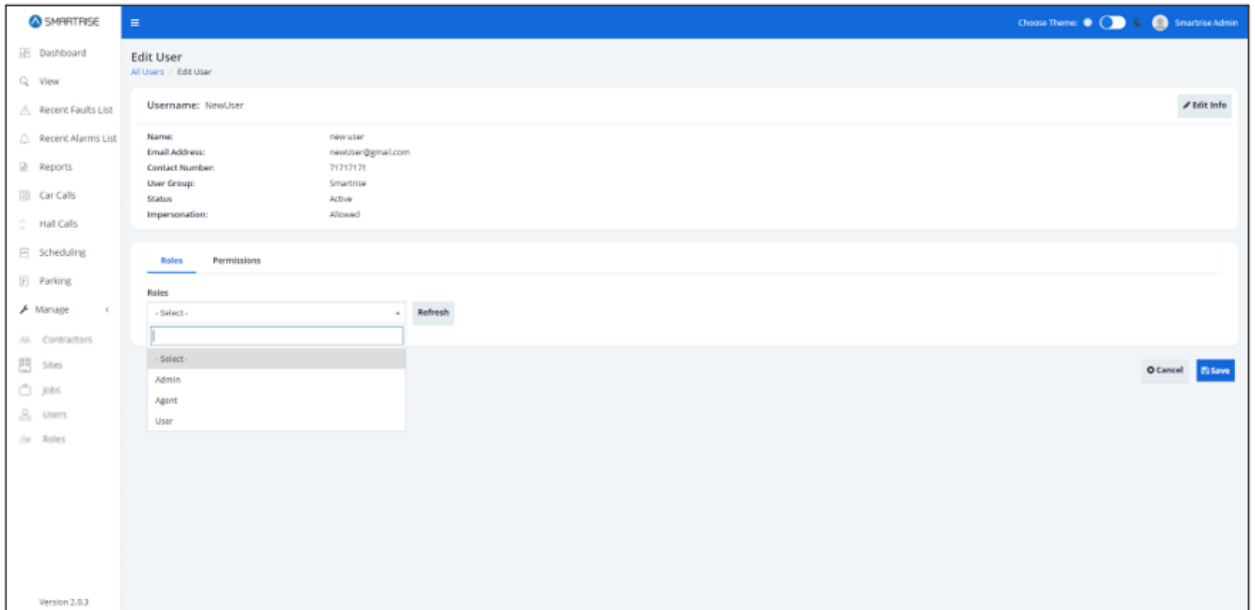 SMARTRISE
Choose Theme:
Smartrise Admin
Dashboard
View
Recent Faults List
Recent Alarms List
Reports
Car Calls
Hall Calls
Scheduling
Parking
Manage <
Contractors
Sites
Jobs
Users
Roles
Version 2.0.3
Edit User
All Users / Edit User
Username: NewUser
Edit Info
Name: new user
Email Address: newUser@gmail.com
Contact Number: 71717171
User Group: Smartrise
Status Active
Impersonation: Allowed
Roles Permissions
Roles
- Select -
Refresh
- Select -
Admin
Agent
User
Cancel Save